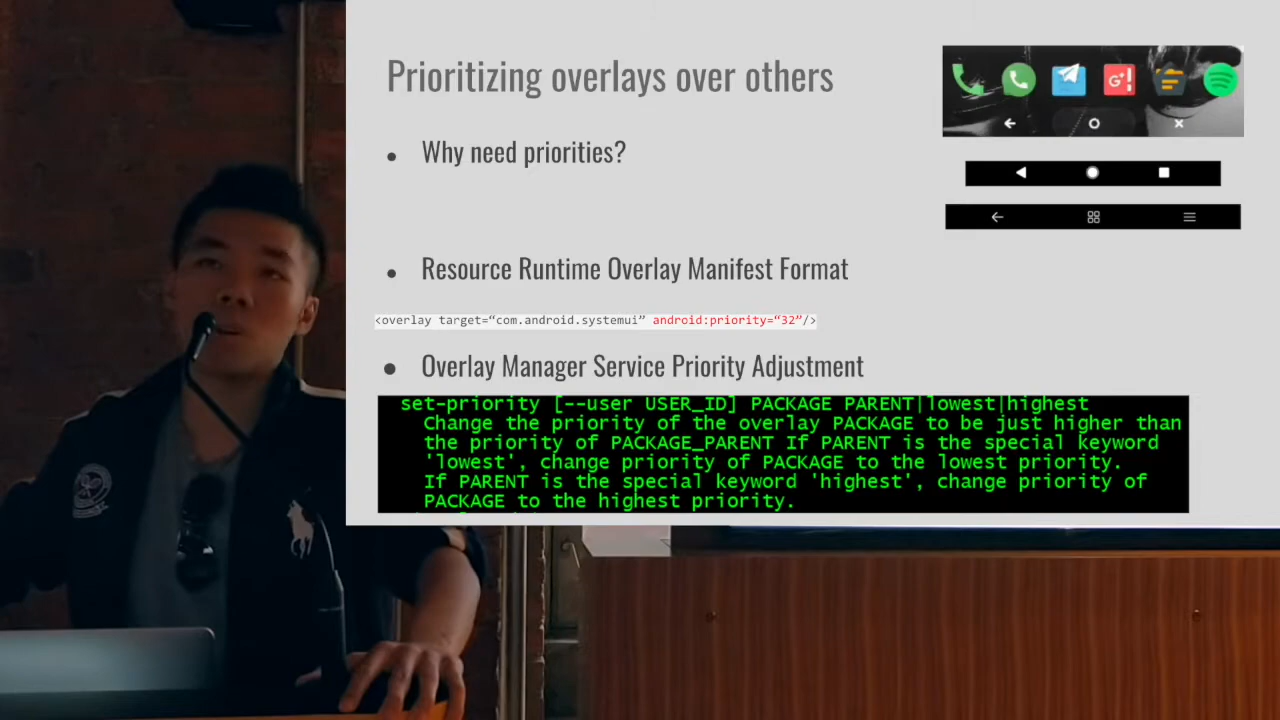 Prioritizing overlays over others
Why need priorities?
Resource Runtime Overlay Manifest Format
<overlay target=“com.android.systemui” android:priority=“32”/>
Overlay Manager Service Priority Adjustment
set-priority [--user USER_ID] PACKAGE PARENT|lowest|highest
Change the priority of the overlay PACKAGE to be just higher than
the priority of PACKAGE_PARENT If PARENT is the special keyword
'lowest', change priority of PACKAGE to the lowest priority.
If PARENT is the special keyword 'highest', change priority of
PACKAGE to the highest priority.
G+!